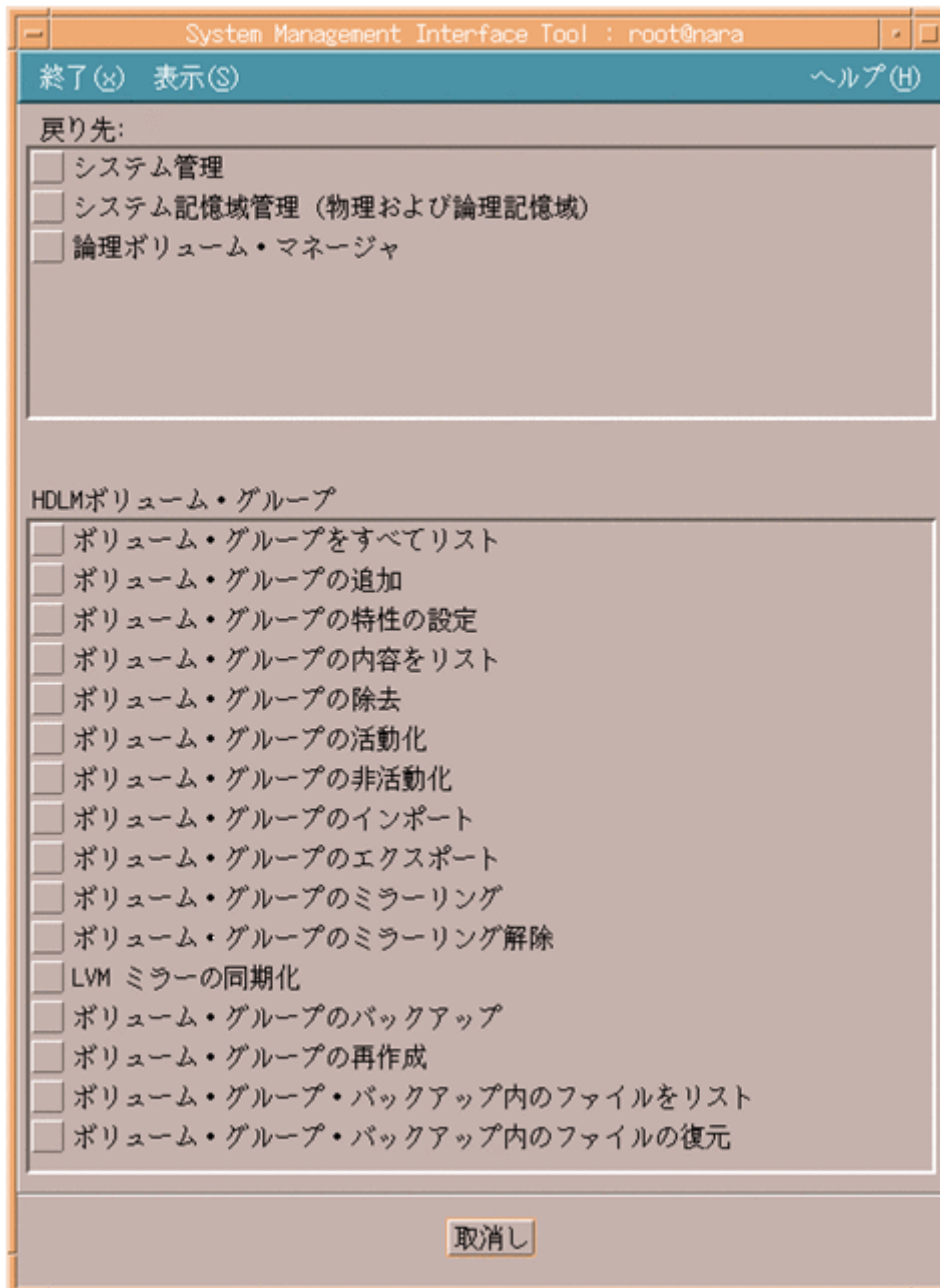 System Management Interface Tool : root@nara
終了(x) 表示(S) ヘルプ(H)
戻り先:
システム管理
システム記憶域管理 (物理および論理記憶域)
論理ボリューム・マネージャ
HDLMボリューム・グループ
ボリューム・グループをすべてリスト
ボリューム・グループの追加
ボリューム・グループの特性の設定
ボリューム・グループの内容をリスト
ボリューム・グループの除去
ボリューム・グループの活動化
ボリューム・グループの非活動化
ボリューム・グループのインポート
ボリューム・グループのエクスポート
ボリューム・グループのミラーリング
ボリューム・グループのミラーリング解除
LVM ミラーの同期化
ボリューム・グループのバックアップ
ボリューム・グループの再作成
ボリューム・グループ・バックアップ内のファイルをリスト
ボリューム・グループ・バックアップ内のファイルの復元
取消し